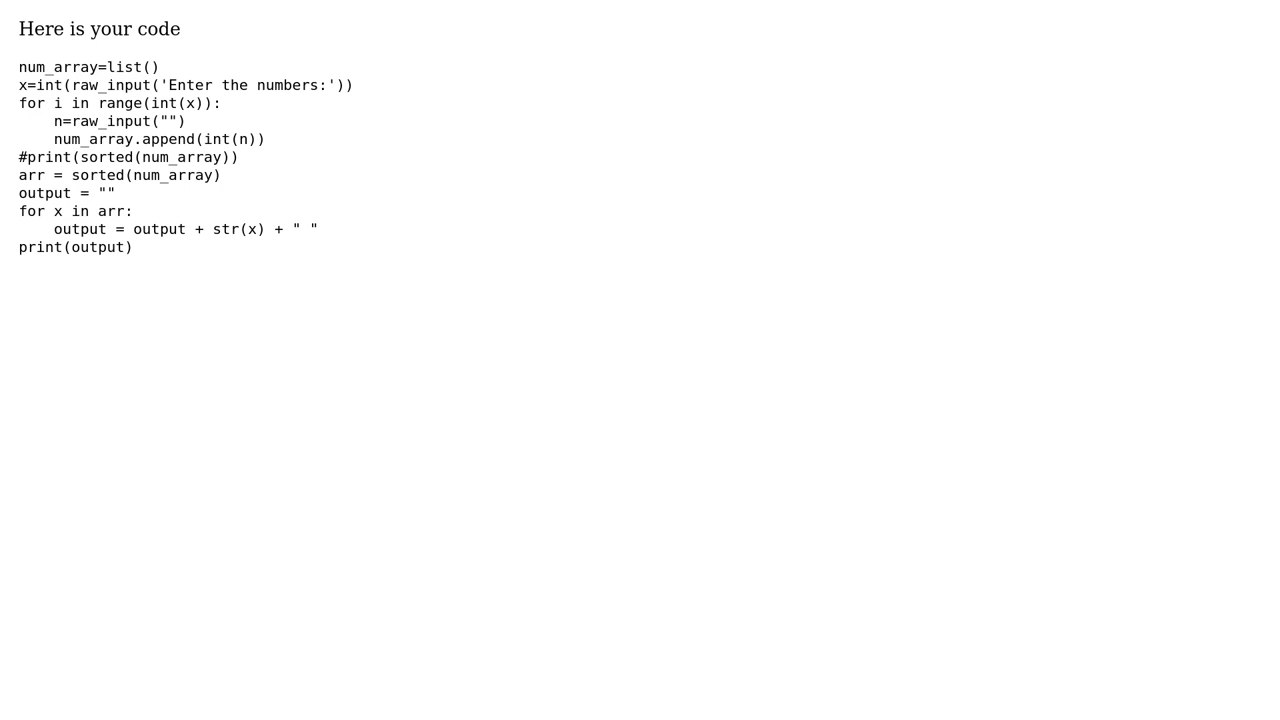 Here is your code
num_array=list()
x=int(raw_input('Enter the numbers:'))
for i in range(int(x)):
    n=raw_input("")
    num_array.append(int(n))
#print(sorted(num_array))
arr = sorted(num_array)
output = ""
for x in arr:
    output = output + str(x) + " "
print(output)